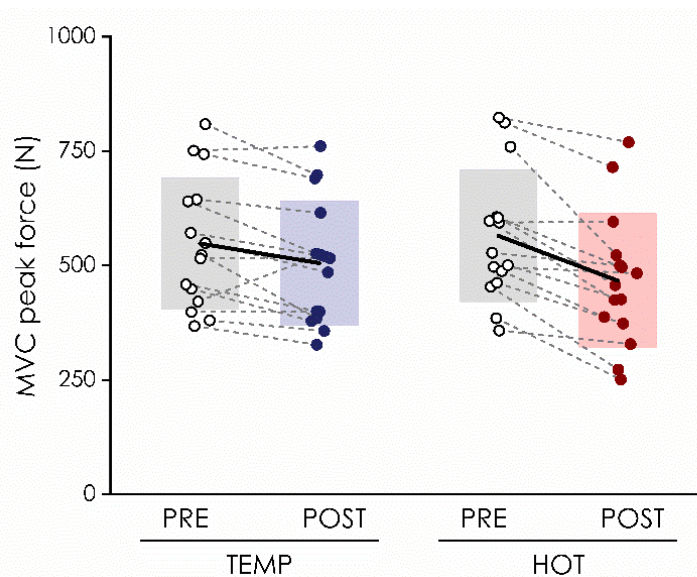 MVC peak force (N)
1000
750
500
250
0
PRE POST PRE POST
TEMP HOT